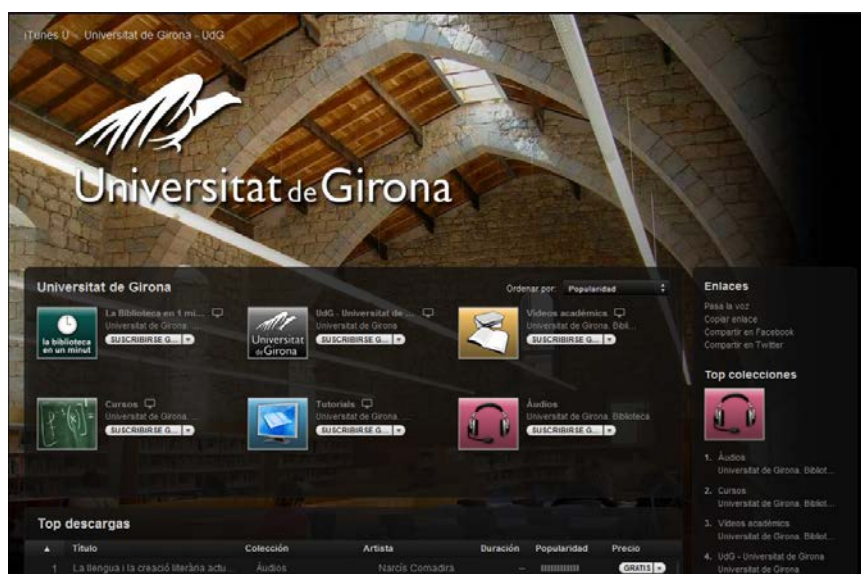 iTunes U Universitat de Girona - UdG
Universitat de Girona
Universitat de Girona
Ordenar por: Popularidad
la biblioteca
en un minut
La Biblioteca en 1 mi...
Universitat de Girona. ...
SUSCRIBIRSE G...
Universitat
de Girona
UdG - Universitat de ...
Universitat de Girona
SUSCRIBIRSE G...
Vídeos acadèmics
Universitat de Girona. Bibli...
SUSCRIBIRSE G...
Cursos
Universitat de Girona. ...
SUSCRIBIRSE G...
Tutorials
Universitat de Girona. ...
SUSCRIBIRSE G...
Àudios
Universitat de Girona. Biblioteca
SUSCRIBIRSE G...
Enlaces
Pasa la voz
Copiar enlace
Compartir en Facebook
Compartir en Twitter
Top colecciones
1. Àudios
Universitat de Girona. Bibliot...
2. Cursos
Universitat de Girona. Bibliot...
3. Vídeos acadèmics
Universitat de Girona. Bibliot...
4. UdG - Universitat de Girona
Universitat de Girona
Top descargas
Título Colección Artista Duración Popularidad Precio
1 La llengua i la creació literària actu... Àudios Narcís Comadira -- GRATIS